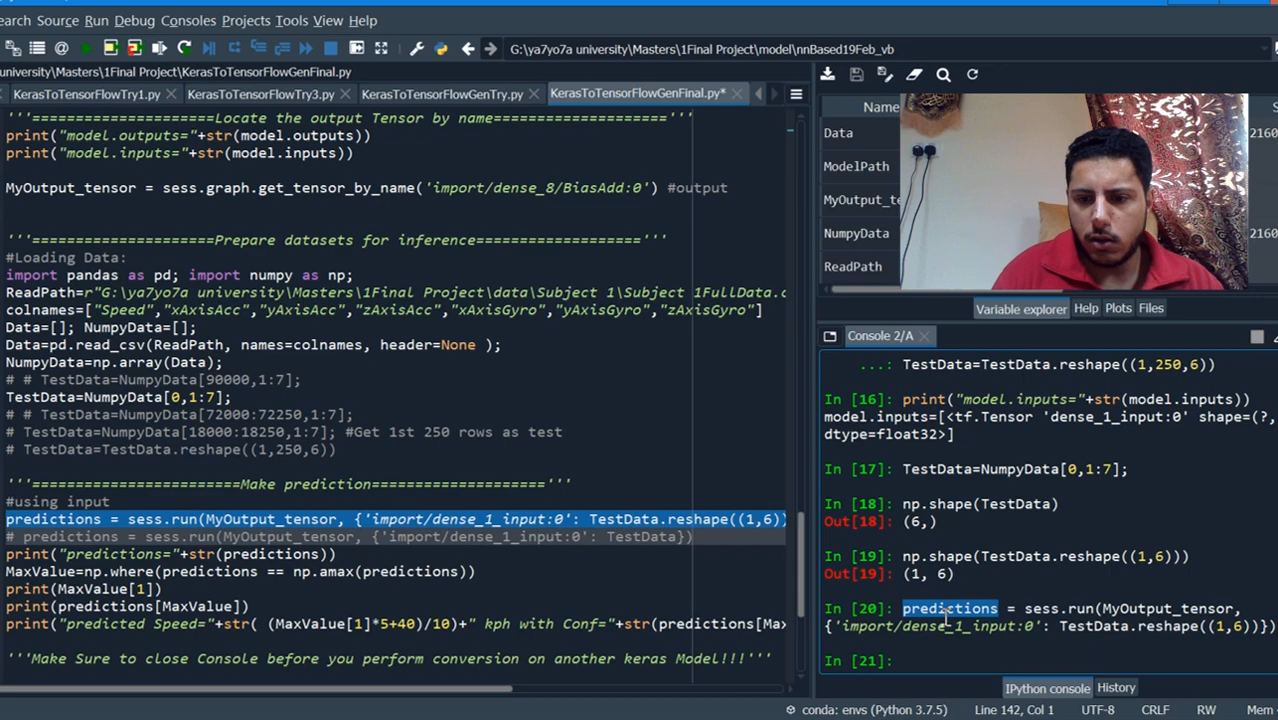 earch Source Run Debug Consoles Projects Tools View Help
G:\ya7yo7a university\Masters\1Final Project\model\nnBased19Feb_vb
university\Masters\1Final Project\KerasToTensorFlowGenFinal.py
KerasToTensorFlowTry1.py KerasToTensorFlowTry3.py KerasToTensorFlowGenTry.py KerasToTensorFlowGenFinal.py*
'''=====================Locate the output Tensor by name===================='''
print("model.outputs="+str(model.outputs))
print("model.inputs="+str(model.inputs))
MyOutput_tensor = sess.graph.get_tensor_by_name('import/dense_8/BiasAdd:0') #output
'''=====================Prepare datasets for inference==================='''
#Loading Data:
import pandas as pd; import numpy as np;
ReadPath=r"G:\ya7yo7a university\Masters\1Final Project\data\Subject 1\Subject 1FullData.c
colnames=["Speed","xAxisAcc","yAxisAcc","zAxisAcc","xAxisGyro","yAxisGyro","zAxisGyro"]
Data=[]; NumpyData=[];
Data=pd.read_csv(ReadPath, names=colnames, header=None );
NumpyData=np.array(Data);
# # TestData=NumpyData[90000,1:7];
TestData=NumpyData[0,1:7];
# # TestData=NumpyData[72000:72250,1:7];
# TestData=NumpyData[18000:18250,1:7]; #Get 1st 250 rows as test
# TestData=TestData.reshape((1,250,6))
'''========================Make prediction===================='''
#using input
predictions = sess.run(MyOutput_tensor, {'import/dense_1_input:0': TestData.reshape((1,6))
# predictions = sess.run(MyOutput_tensor, {'import/dense_1_input:0': TestData})
print("predictions="+str(predictions))
MaxValue=np.where(predictions == np.amax(predictions))
print(MaxValue[1])
print(predictions[MaxValue])
print("predicted Speed="+str( (MaxValue[1]*5+40)/10)+" kph with Conf="+str(predictions[Max
'''Make Sure to close Console before you perform conversion on another keras Model!!!'''
Name S
Data 2160
ModelPath
MyOutput_te
NumpyData 2160
ReadPath
Variable explorer Help Plots Files
Console 2/A
...: TestData=TestData.reshape((1,250,6))
In [16]: print("model.inputs="+str(model.inputs))
model.inputs=[<tf.Tensor 'dense_1_input:0' shape=(?,
dtype=float32>]
In [17]: TestData=NumpyData[0,1:7];
In [18]: np.shape(TestData)
Out[18]: (6,)
In [19]: np.shape(TestData.reshape((1,6)))
Out[19]: (1, 6)
In [20]: predictions = sess.run(MyOutput_tensor,
{'import/dense_1_input:0': TestData.reshape((1,6))})
In [21]:
IPython console History
conda: envs (Python 3.7.5) Line 142, Col 1 UTF-8 CRLF RW Mem